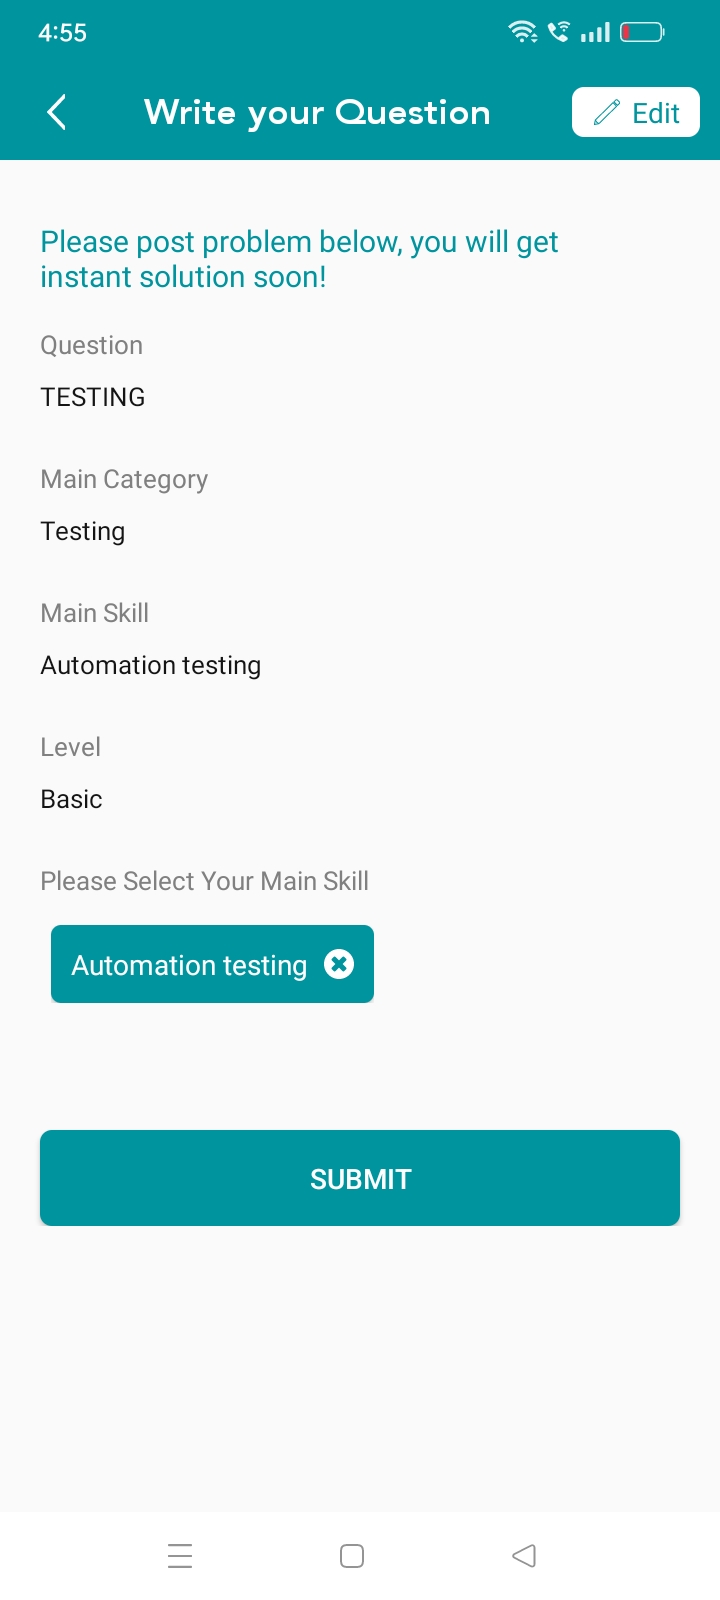 4:55
Write your Question
Edit
Please post problem below, you will get
instant solution soon!
Question
TESTING
Main Category
Testing
Main Skill
Automation testing
Level
Basic
Please Select Your Main Skill
Automation testing
SUBMIT